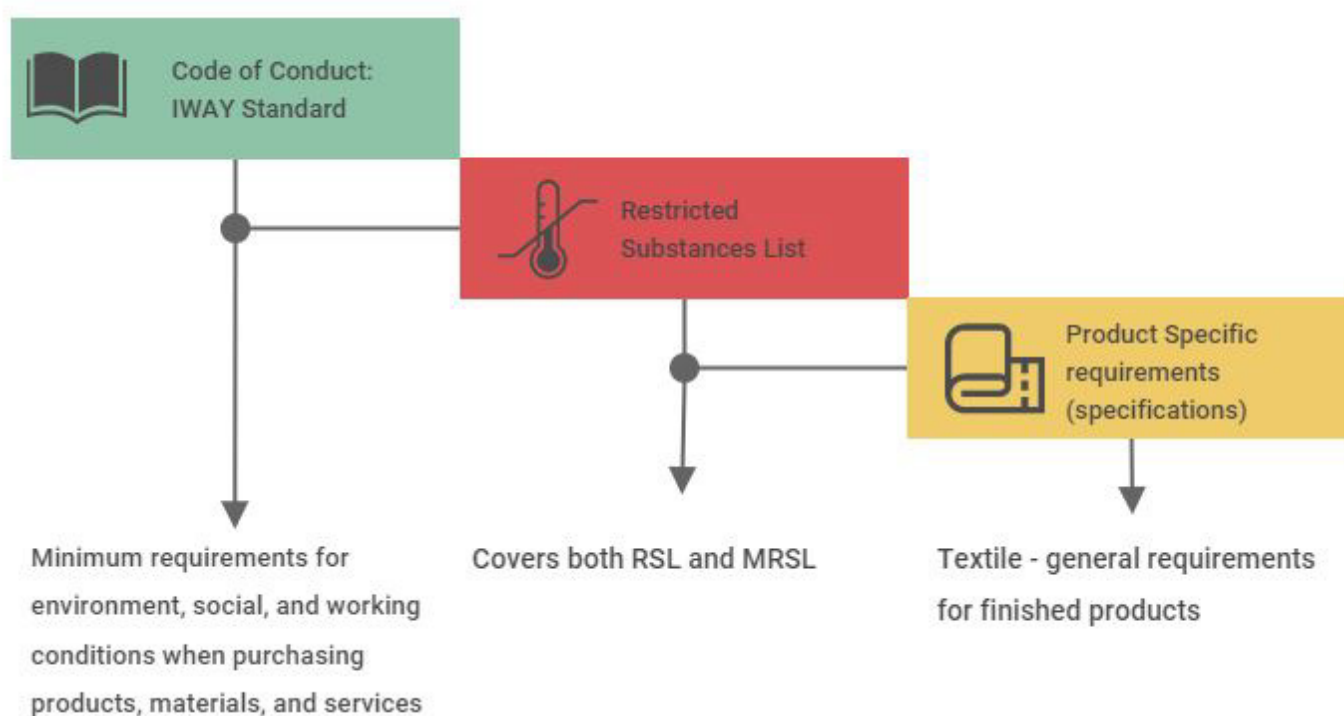 Code of Conduct:
IWAY Standard
Restricted
Substances List
Product Specific
requirements
(specifications)
Minimum requirements for
environment, social, and working
conditions when purchasing
products, materials, and services
Covers both RSL and MRSL
Textile - general requirements
for finished products